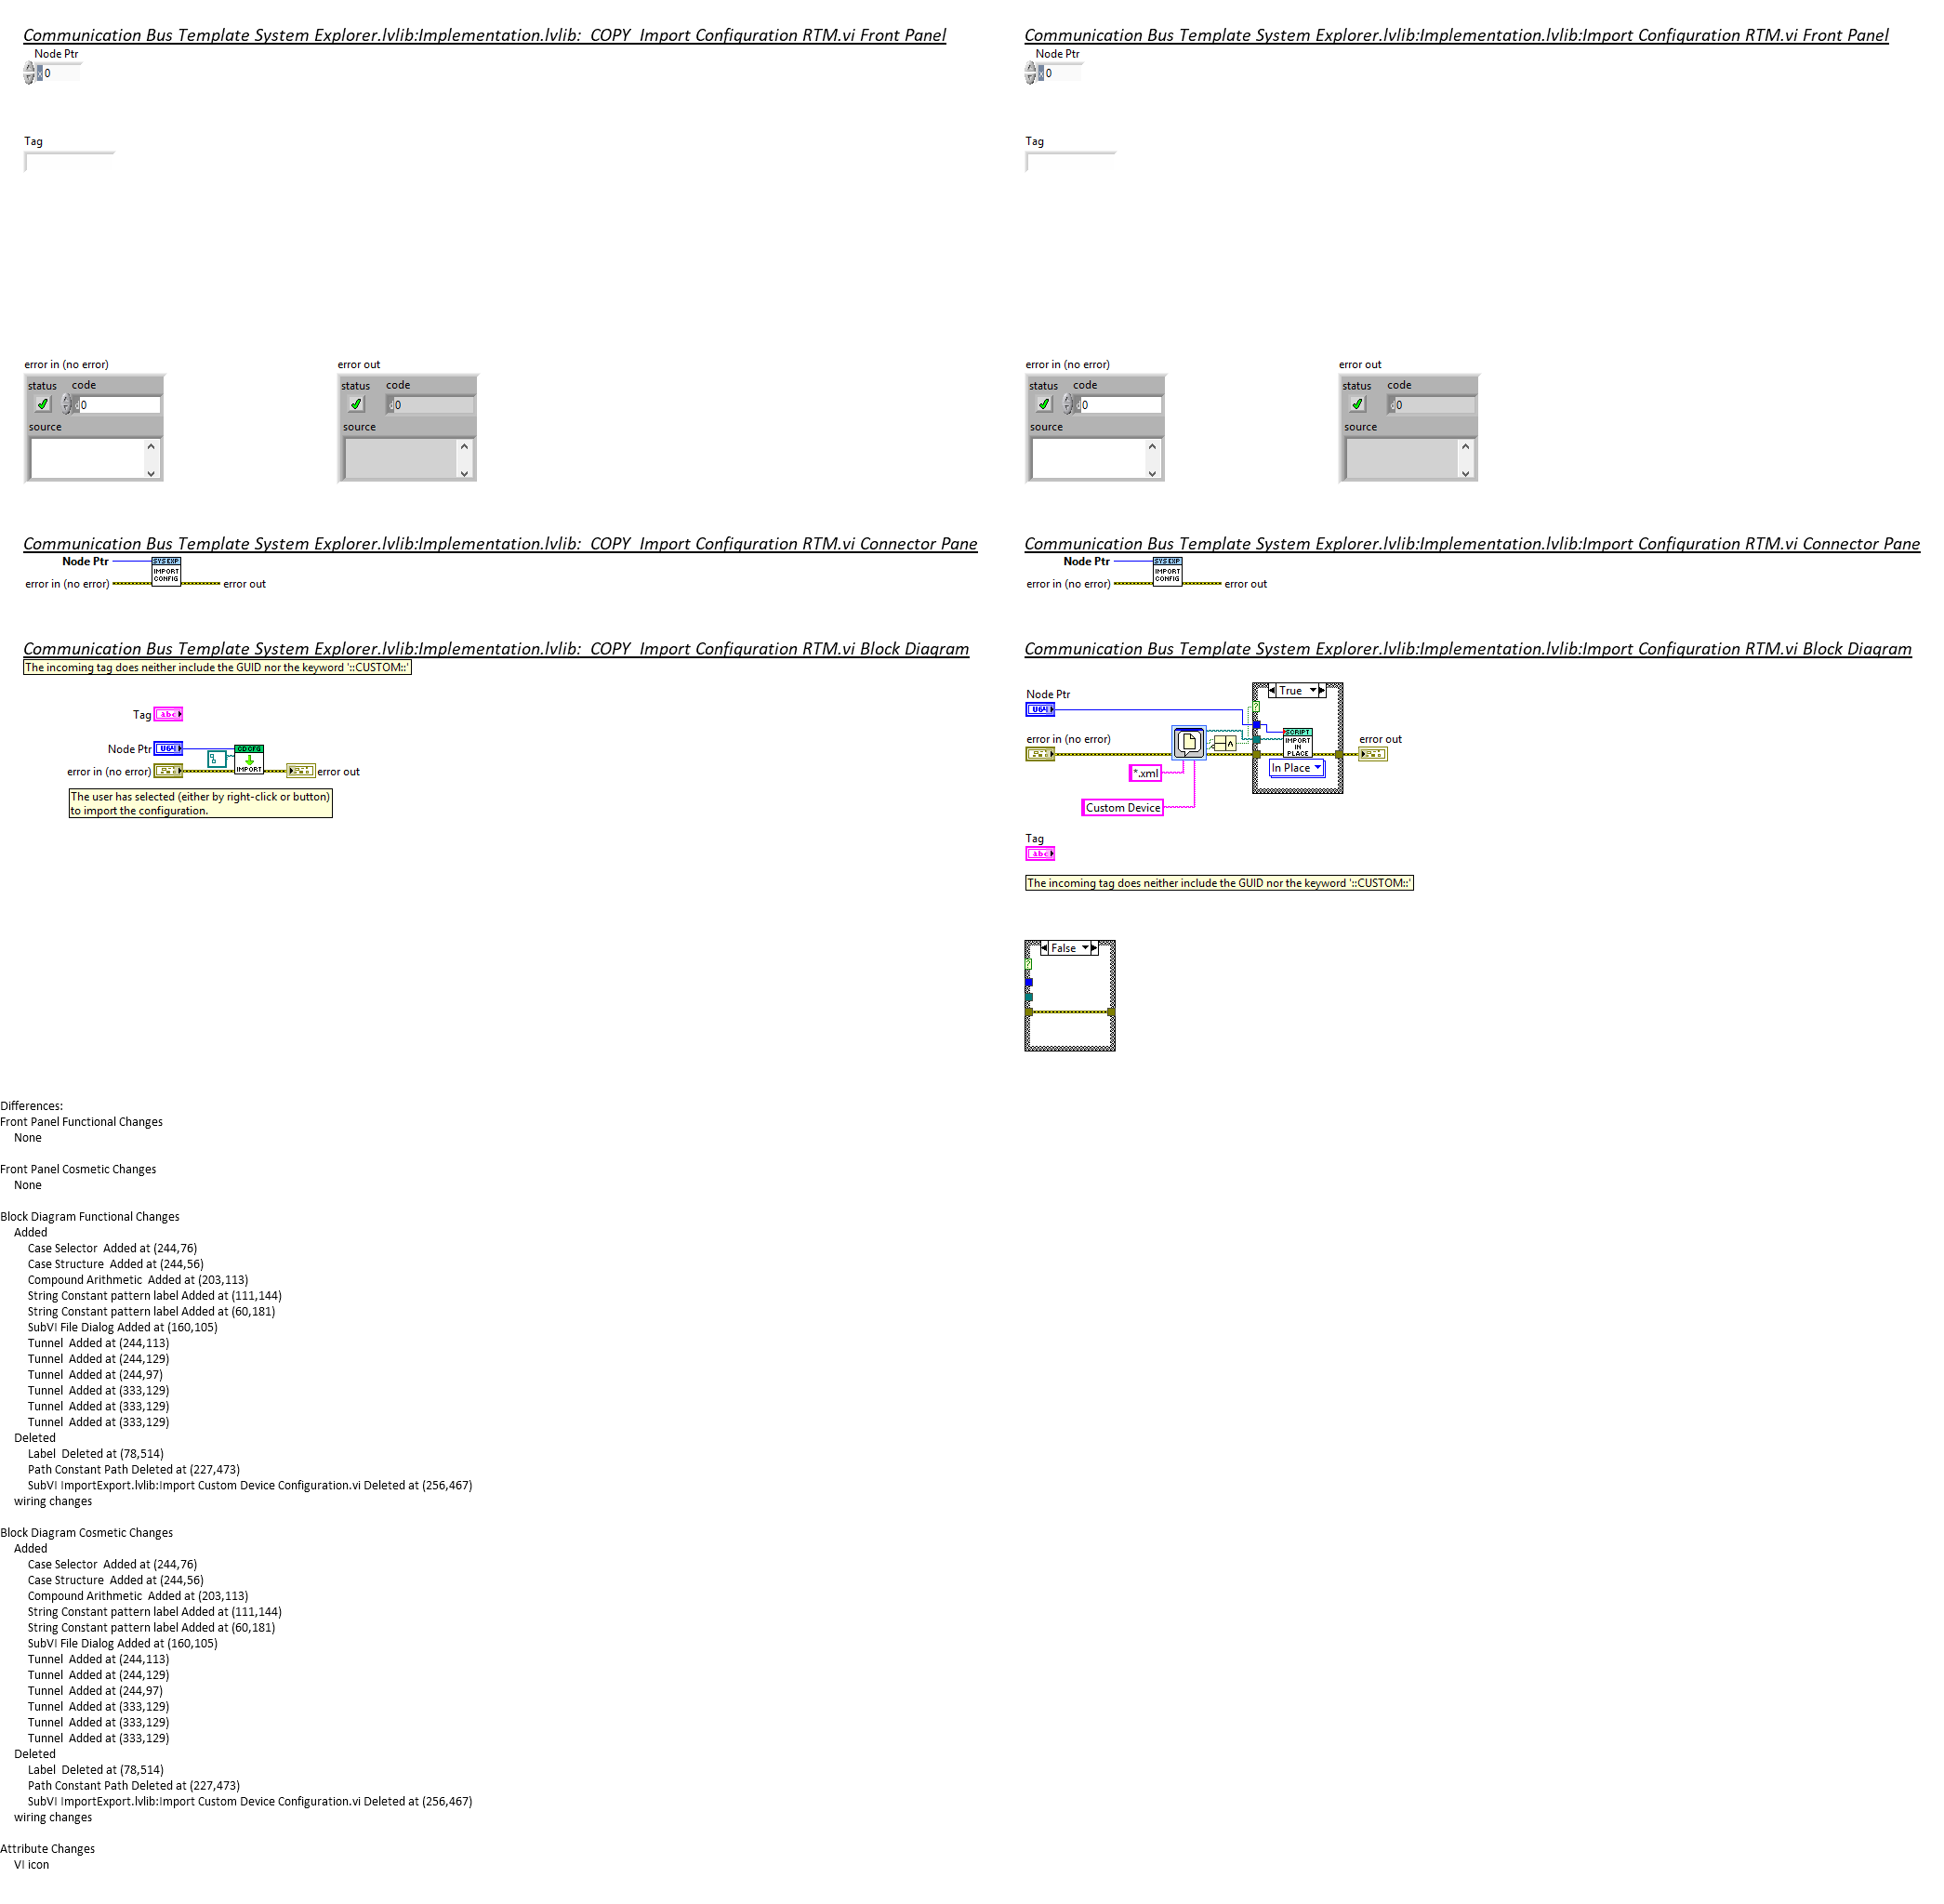 Communication Bus Template System Explorer.lvlib:Implementation.lvlib:  COPY  Import Configuration RTM.vi Front Panel
Node Ptr
x 0
Tag
error in (no error)
status code
0
source
error out
status code
0
source
Communication Bus Template System Explorer.lvlib:Implementation.lvlib:Import Configuration RTM.vi Front Panel
Node Ptr
x 0
Tag
error in (no error)
status code
0
source
error out
status code
0
source
Communication Bus Template System Explorer.lvlib:Implementation.lvlib:  COPY  Import Configuration RTM.vi Connector Pane
Node Ptr
SYS EXP
IMPORT
CONFIG
error in (no error)
error out
Communication Bus Template System Explorer.lvlib:Implementation.lvlib:Import Configuration RTM.vi Connector Pane
Node Ptr
SYS EXP
IMPORT
CONFIG
error in (no error)
error out
Communication Bus Template System Explorer.lvlib:Implementation.lvlib:  COPY  Import Configuration RTM.vi Block Diagram
The incoming tag does neither include the GUID nor the keyword '::CUSTOM::'
Tag
abc
Node Ptr
U64
CD CFG
IMPORT
error in (no error)
error out
The user has selected (either by right-click or button)
to import the configuration.
Communication Bus Template System Explorer.lvlib:Implementation.lvlib:Import Configuration RTM.vi Block Diagram
True
Node Ptr
U64
?
error in (no error)
SCRIPT
IMPORT
IN
PLACE
error out
In Place
*.xml
Custom Device
Tag
abc
The incoming tag does neither include the GUID nor the keyword '::CUSTOM::'
False
?
Differences:
Front Panel Functional Changes
None
Front Panel Cosmetic Changes
None
Block Diagram Functional Changes
Added
Case Selector  Added at (244,76)
Case Structure  Added at (244,56)
Compound Arithmetic  Added at (203,113)
String Constant pattern label Added at (111,144)
String Constant pattern label Added at (60,181)
SubVI File Dialog Added at (160,105)
Tunnel  Added at (244,113)
Tunnel  Added at (244,129)
Tunnel  Added at (244,97)
Tunnel  Added at (333,129)
Tunnel  Added at (333,129)
Tunnel  Added at (333,129)
Deleted
Label  Deleted at (78,514)
Path Constant Path Deleted at (227,473)
SubVI ImportExport.lvlib:Import Custom Device Configuration.vi Deleted at (256,467)
wiring changes
Block Diagram Cosmetic Changes
Added
Case Selector  Added at (244,76)
Case Structure  Added at (244,56)
Compound Arithmetic  Added at (203,113)
String Constant pattern label Added at (111,144)
String Constant pattern label Added at (60,181)
SubVI File Dialog Added at (160,105)
Tunnel  Added at (244,113)
Tunnel  Added at (244,129)
Tunnel  Added at (244,97)
Tunnel  Added at (333,129)
Tunnel  Added at (333,129)
Tunnel  Added at (333,129)
Deleted
Label  Deleted at (78,514)
Path Constant Path Deleted at (227,473)
SubVI ImportExport.lvlib:Import Custom Device Configuration.vi Deleted at (256,467)
wiring changes
Attribute Changes
VI icon